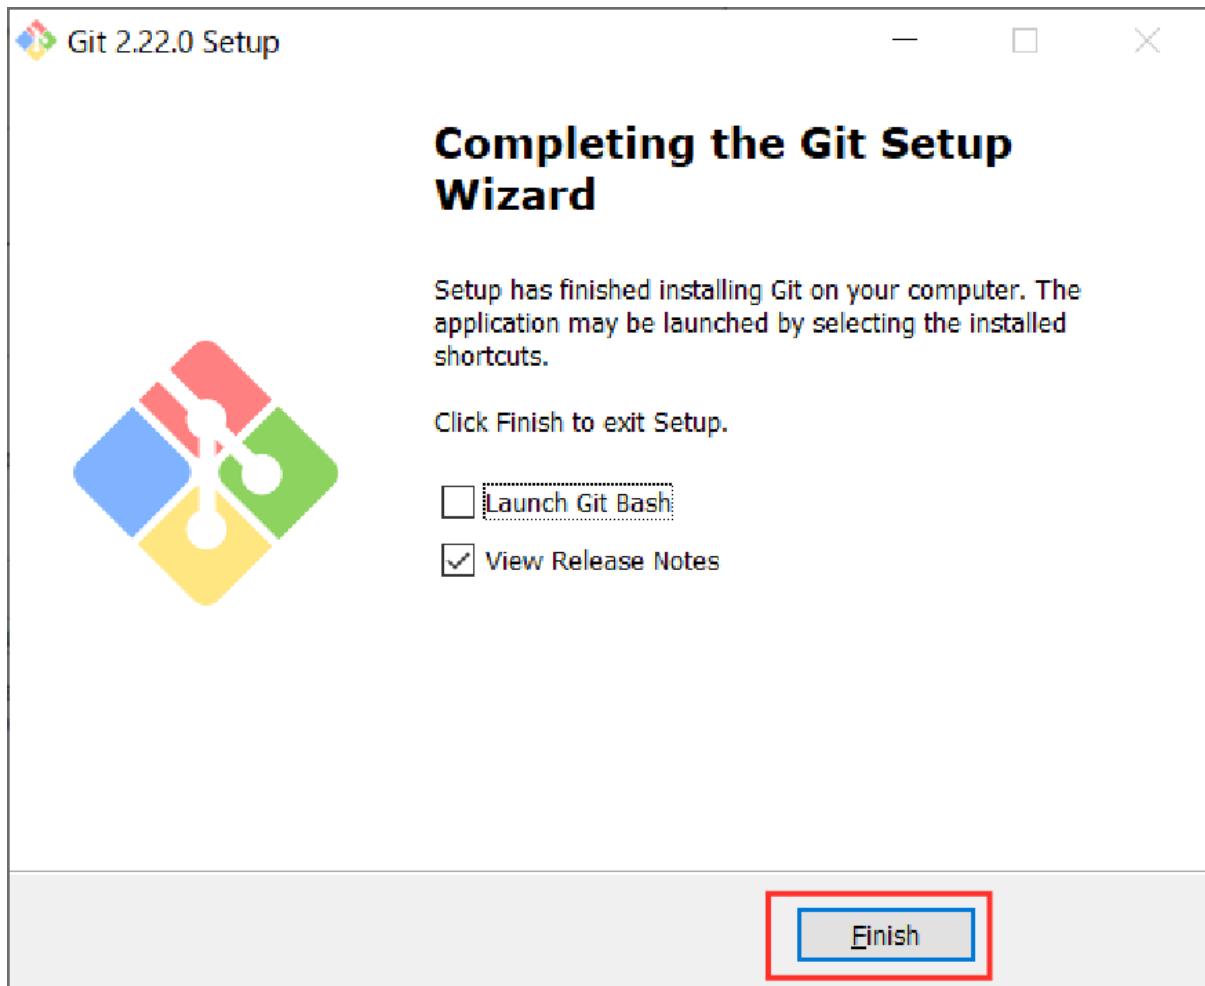 Git 2.22.0 Setup
Completing the Git Setup
Wizard
Setup has finished installing Git on your computer. The
application may be launched by selecting the installed
shortcuts.
Click Finish to exit Setup.
Launch Git Bash
View Release Notes
Finish